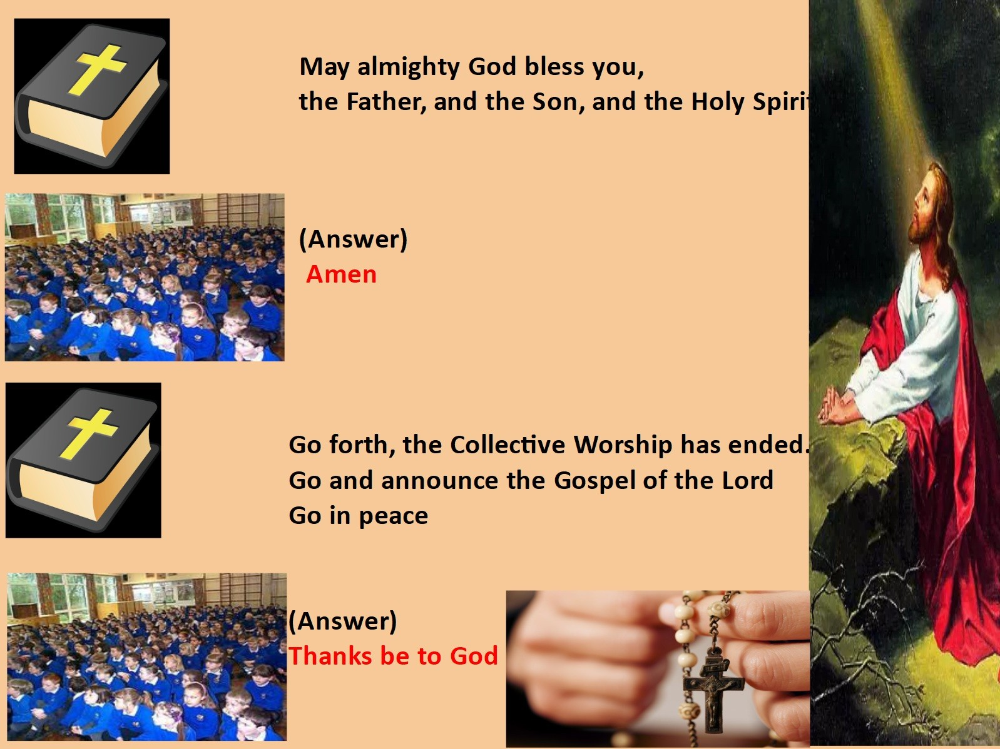 May almighty God bless you,
the Father, and the Son, and the Holy Spirit
(Answer)
Amen
Go forth, the Collective Worship has ended.
Go and announce the Gospel of the Lord
Go in peace
(Answer)
Thanks be to God